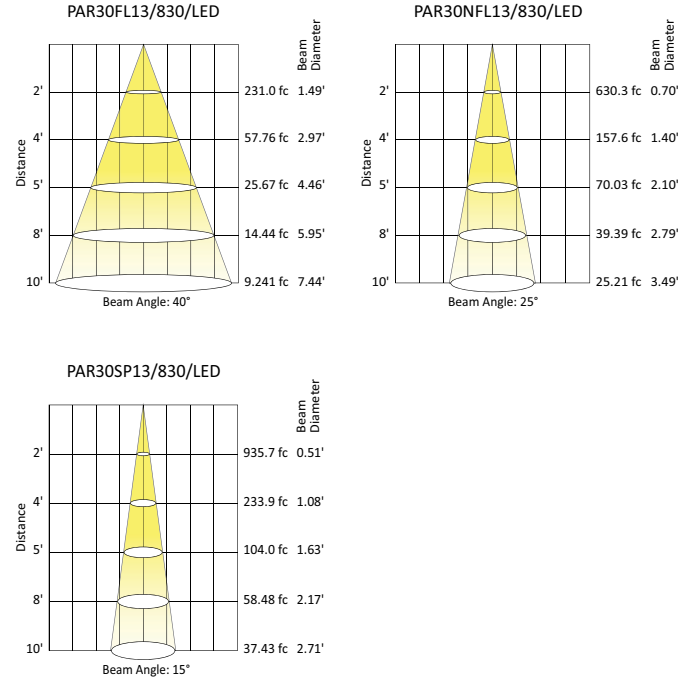 PAR30FL13/830/LED
Beam Diameter
Distance
2' 231.0 fc 1.49'
4' 57.76 fc 2.97'
5' 25.67 fc 4.46'
8' 14.44 fc 5.95'
10' 9.241 fc 7.44'
Beam Angle: 40°
PAR30NFL13/830/LED
Beam Diameter
Distance
2' 630.3 fc 0.70'
4' 157.6 fc 1.40'
5' 70.03 fc 2.10'
8' 39.39 fc 2.79'
10' 25.21 fc 3.49'
Beam Angle: 25°
PAR30SP13/830/LED
Beam Diameter
Distance
2' 935.7 fc 0.51'
4' 233.9 fc 1.08'
5' 104.0 fc 1.63'
8' 58.48 fc 2.17'
10' 37.43 fc 2.71'
Beam Angle: 15°